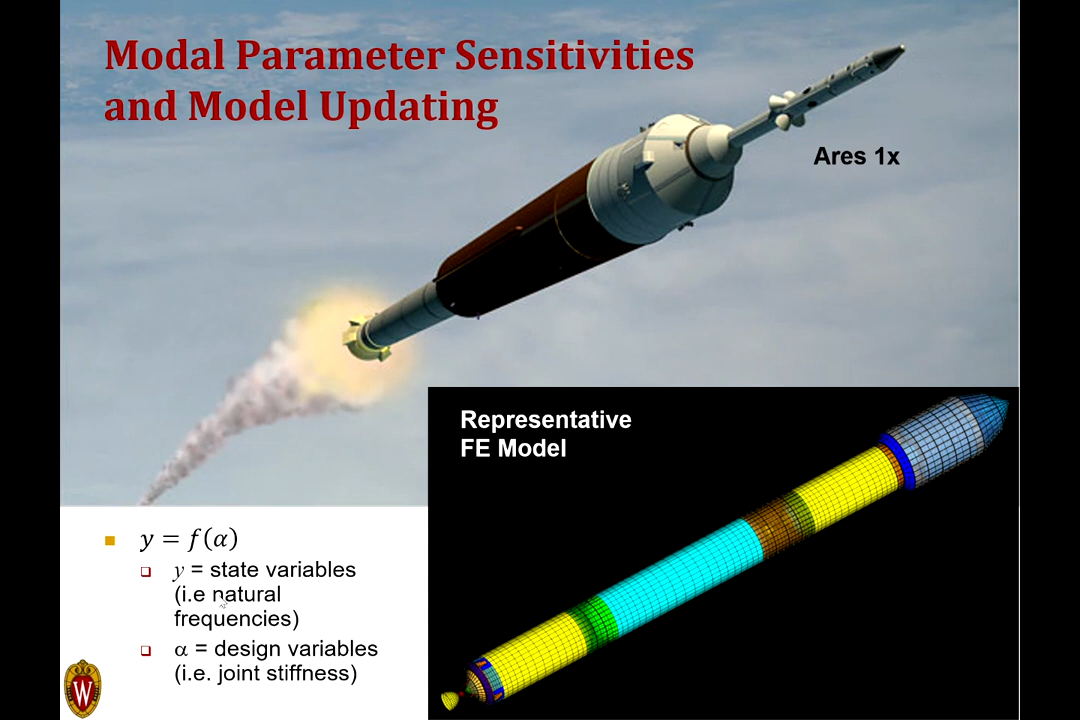 Modal Parameter Sensitivities
and Model Updating
Ares 1x
Representative
FE Model
y = f(α)
y = state variables
(i.e natural
frequencies)
α = design variables
(i.e. joint stiffness)
W